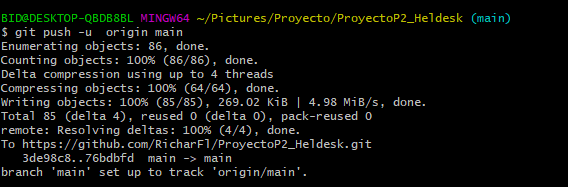 BID@DESKTOP-QBDB8BL MINGW64 ~/Pictures/Proyecto/ProyectoP2_Heldesk (main)
$ git push -u  origin main
Enumerating objects: 86, done.
Counting objects: 100% (86/86), done.
Delta compression using up to 4 threads
Compressing objects: 100% (64/64), done.
Writing objects: 100% (85/85), 269.02 KiB | 4.98 MiB/s, done.
Total 85 (delta 4), reused 0 (delta 0), pack-reused 0
remote: Resolving deltas: 100% (4/4), done.
To https://github.com/RicharFl/ProyectoP2_Heldesk.git
   3de98c8..76bdbfd  main -> main
branch 'main' set up to track 'origin/main'.